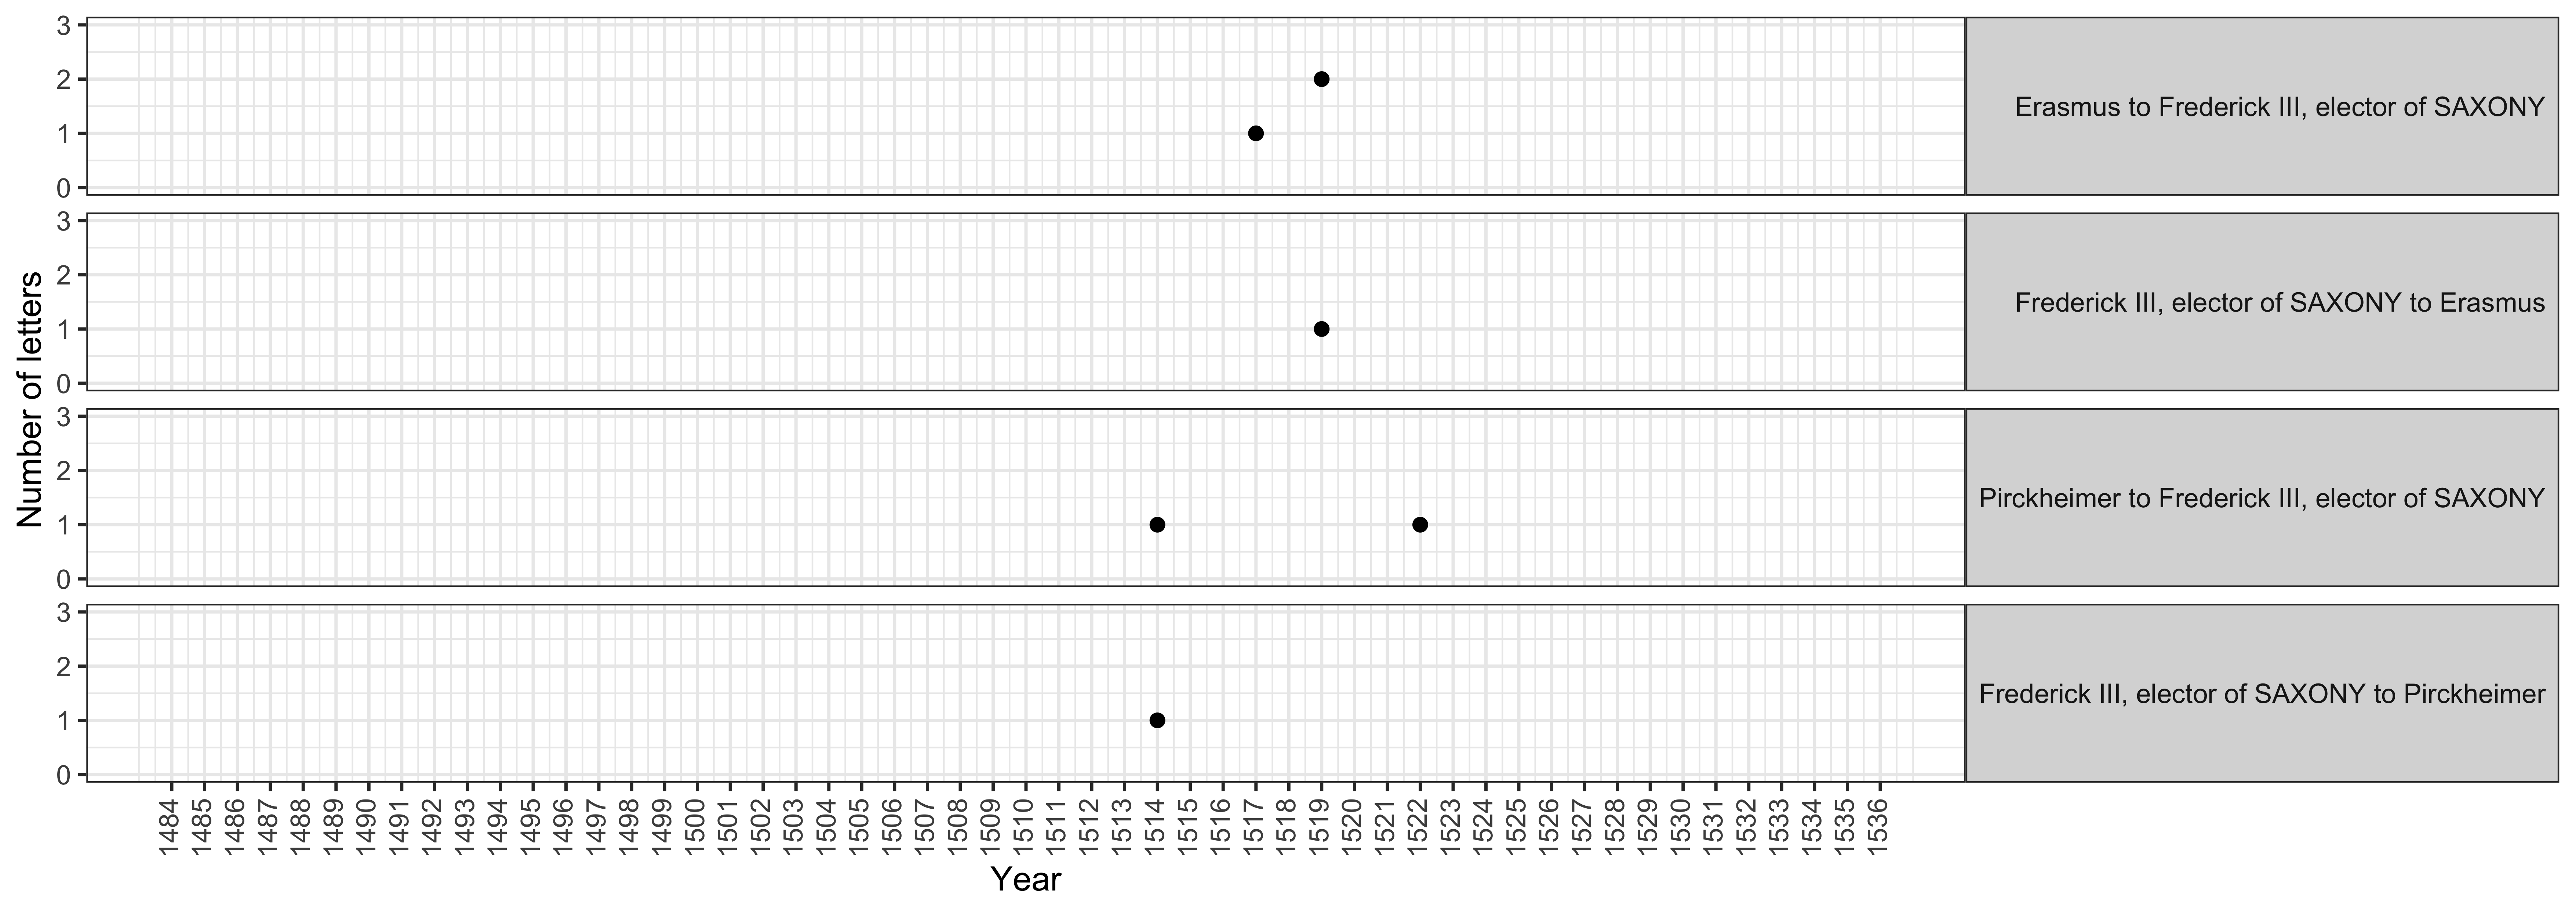 Number of letters
3
2
1
0
Erasmus to Frederick III, elector of SAXONY
3
2
1
0
Frederick III, elector of SAXONY to Erasmus
3
2
1
0
Pirckheimer to Frederick III, elector of SAXONY
3
2
1
0
Frederick III, elector of SAXONY to Pirckheimer
1484 1485 1486 1487 1488 1489 1490 1491 1492 1493 1494 1495 1496 1497 1498 1499 1500 1501 1502 1503 1504 1505 1506 1507 1508 1509 1510 1511 1512 1513 1514 1515 1516 1517 1518 1519 1520 1521 1522 1523 1524 1525 1526 1527 1528 1529 1530 1531 1532 1533 1534 1535 1536
Year